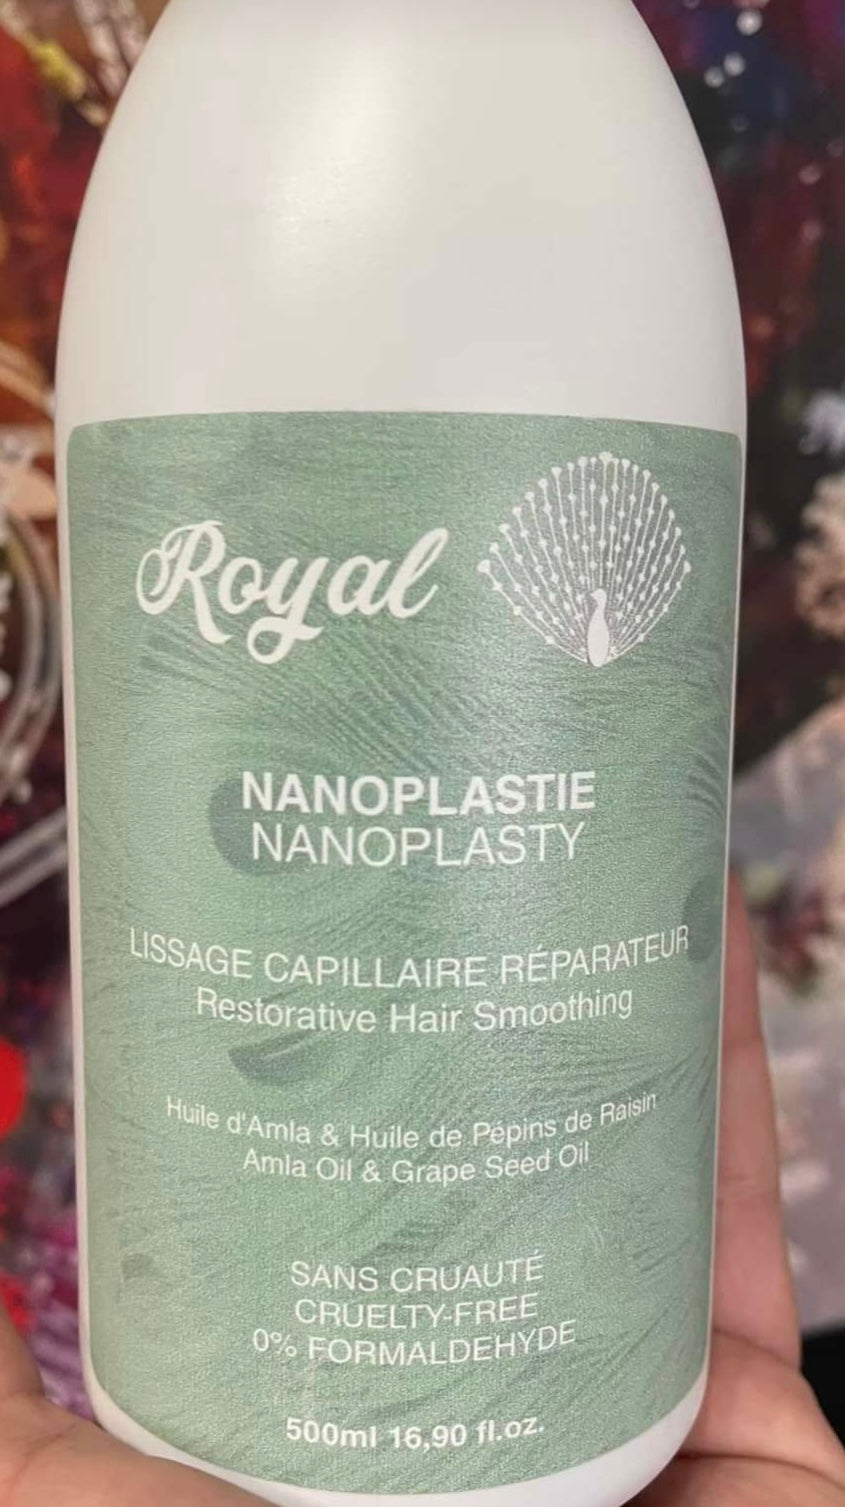 Royal
NANOPLASTIE
NANOPLASTY
LISSAGE CAPILLAIRE RÉPARATEUR
Restorative Hair Smoothing
Huile d'Amla & Huile de Pépins de Raisin
Amla Oil & Grape Seed Oil
SANS CRUAUTÉ
CRUELTY-FREE
0% FORMALDEHYDE
500ml 16,90 fl.oz.